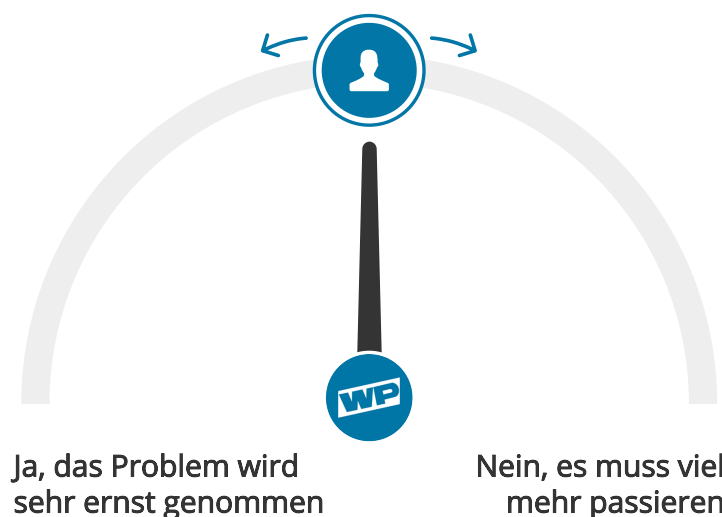 WP
Ja, das Problem wird
sehr ernst genommen
Nein, es muss viel
mehr passieren